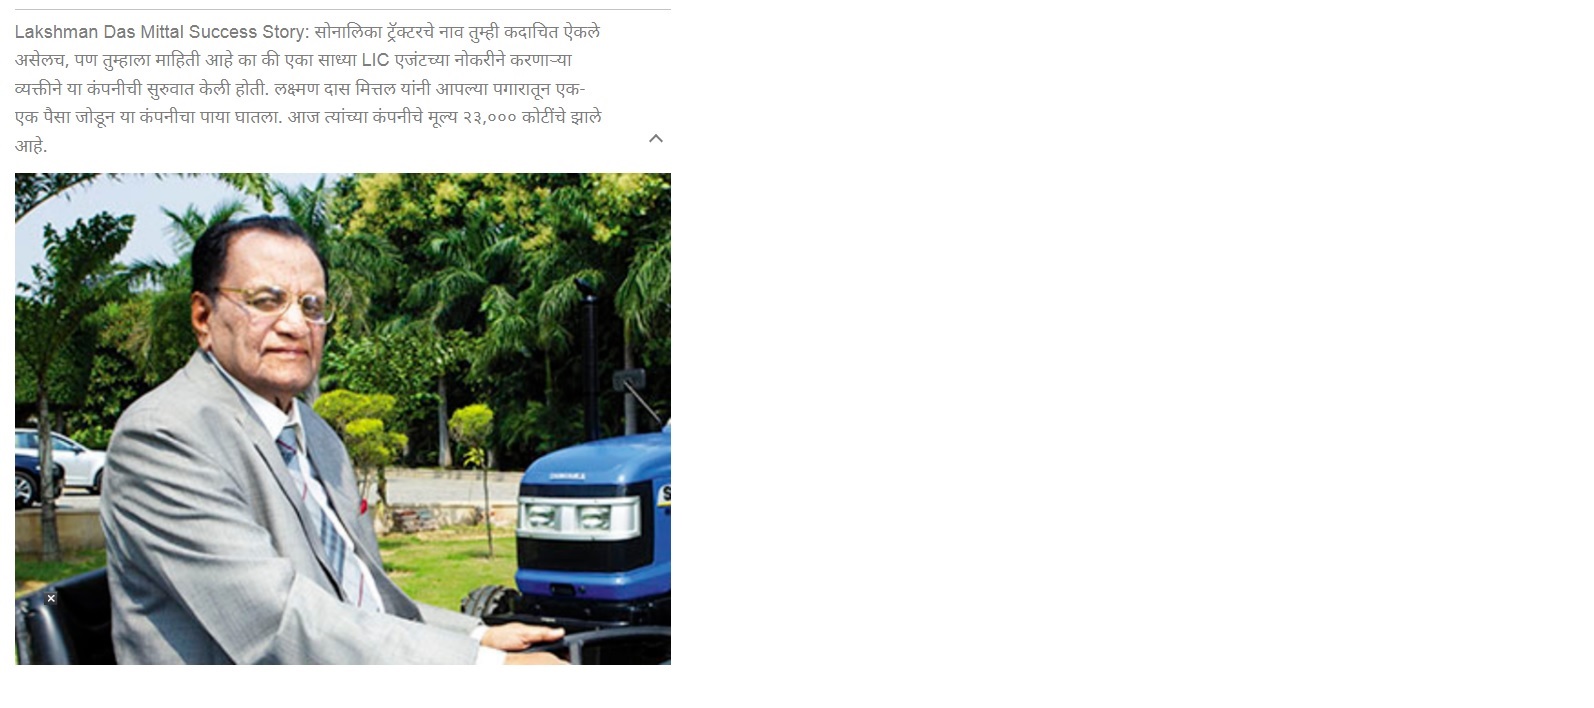 Lakshman Das Mittal Success Story: सोनालिका ट्रॅक्टरचे नाव तुम्ही कदाचित ऐकले
असेलच, पण तुम्हाला माहिती आहे का की एका साध्या LIC एजंटच्या नोकरीने करणाऱ्या
व्यक्तीने या कंपनीची सुरुवात केली होती. लक्ष्मण दास मित्तल यांनी आपल्या पगारातून एक-
एक पैसा जोडून या कंपनीचा पाया घातला. आज त्यांच्या कंपनीचे मूल्य २३,००० कोटींचे झाले
आहे.